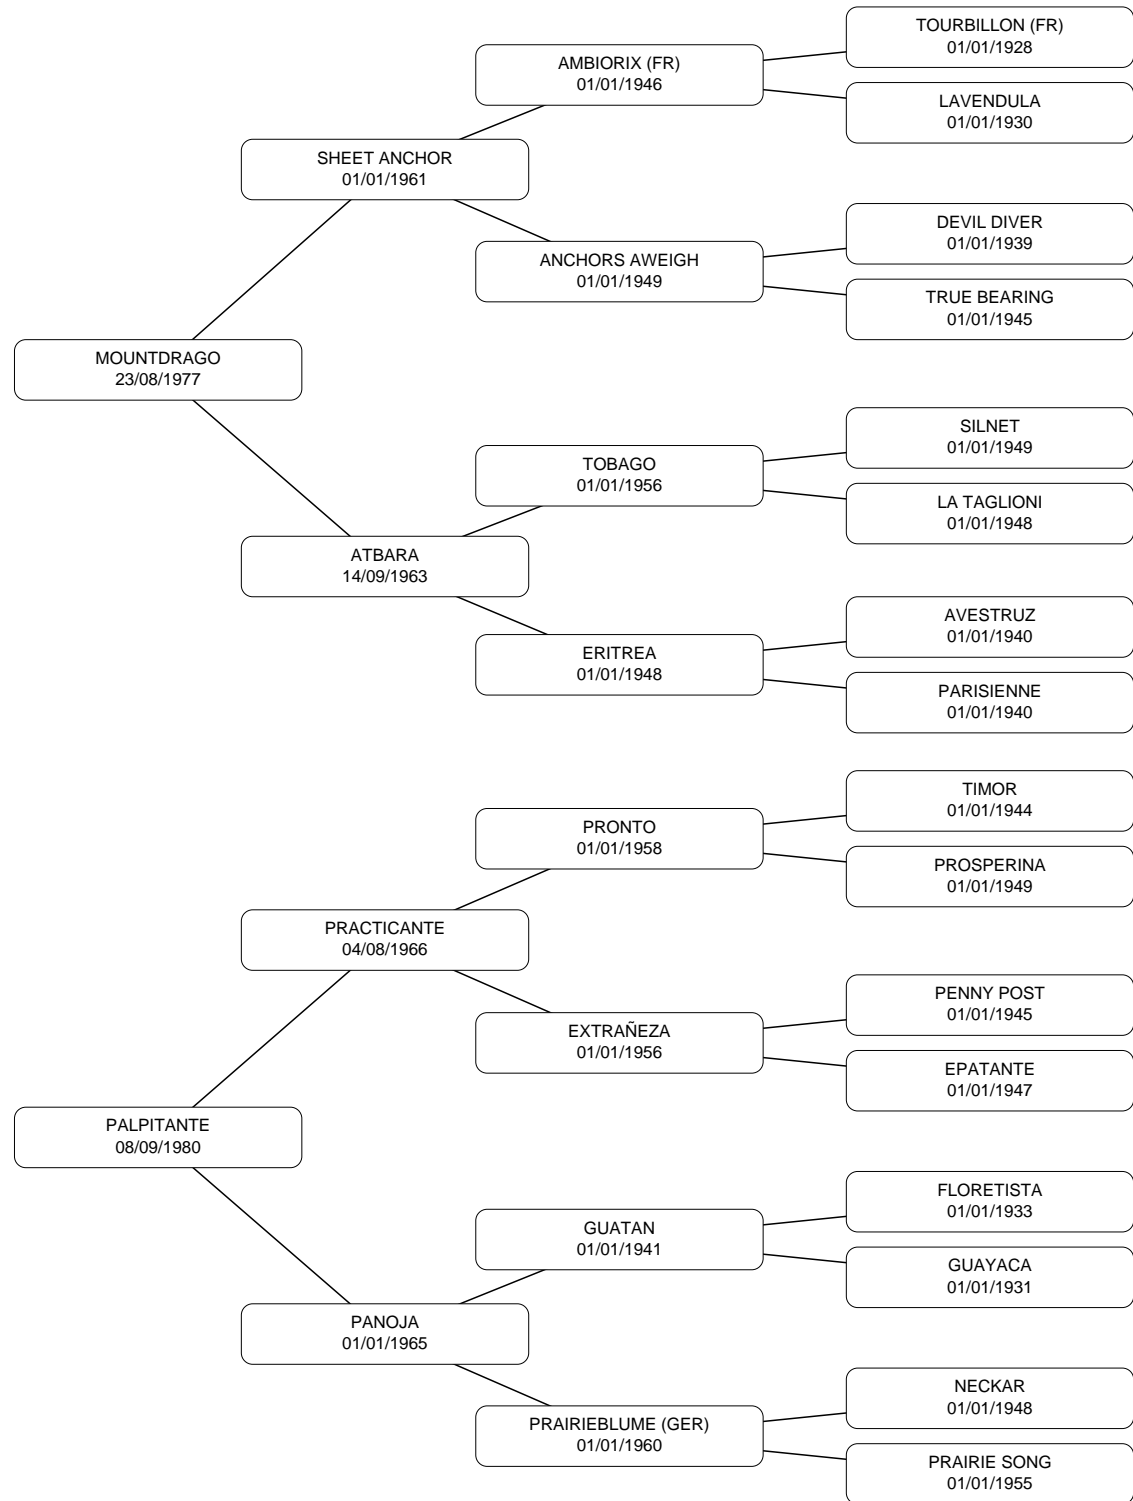 TOURBILLON (FR)
01/01/1928
AMBIORIX (FR)
01/01/1946
LAVENDULA
01/01/1930
SHEET ANCHOR
01/01/1961
DEVIL DIVER
01/01/1939
ANCHORS AWEIGH
01/01/1949
TRUE BEARING
01/01/1945
MOUNTDRAGO
23/08/1977
SILNET
01/01/1949
TOBAGO
01/01/1956
LA TAGLIONI
01/01/1948
ATBARA
14/09/1963
AVESTRUZ
01/01/1940
ERITREA
01/01/1948
PARISIENNE
01/01/1940
TIMOR
01/01/1944
PRONTO
01/01/1958
PROSPERINA
01/01/1949
PRACTICANTE
04/08/1966
PENNY POST
01/01/1945
EXTRAÑEZA
01/01/1956
EPATANTE
01/01/1947
PALPITANTE
08/09/1980
FLORETISTA
01/01/1933
GUATAN
01/01/1941
GUAYACA
01/01/1931
PANOJA
01/01/1965
NECKAR
01/01/1948
PRAIRIEBLUME (GER)
01/01/1960
PRAIRIE SONG
01/01/1955